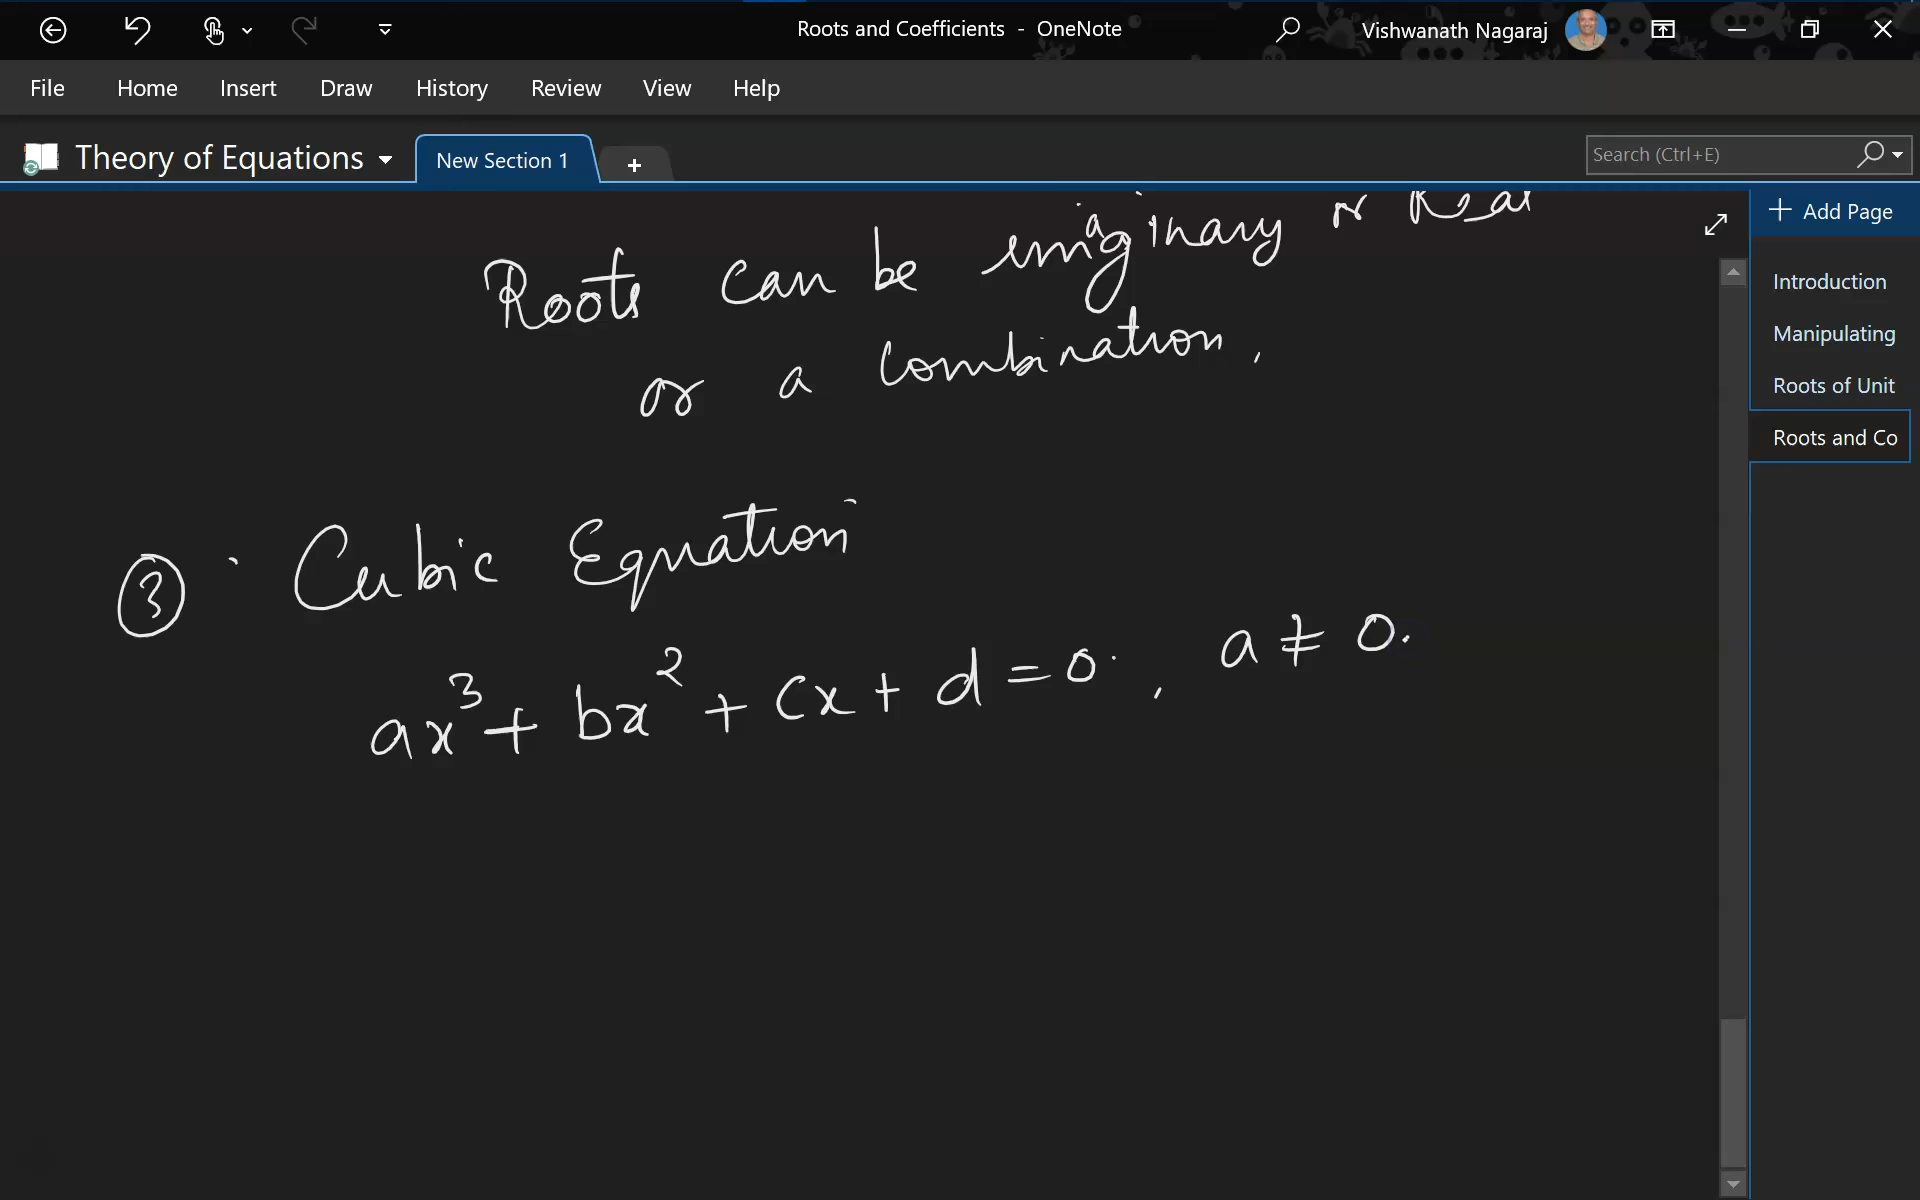 Roots and Coefficients - OneNote
Vishwanath Nagaraj
File Home Insert Draw History Review View Help
Theory of Equations
New Section 1
+
Search (Ctrl+E)
+ Add Page
Introduction
Manipulating
Roots of Unit
Roots and Co
Roots can be imaginary or Real
or a combination.
③. Cubic Equation
ax³ + bx² + cx + d = 0., a ≠ 0.